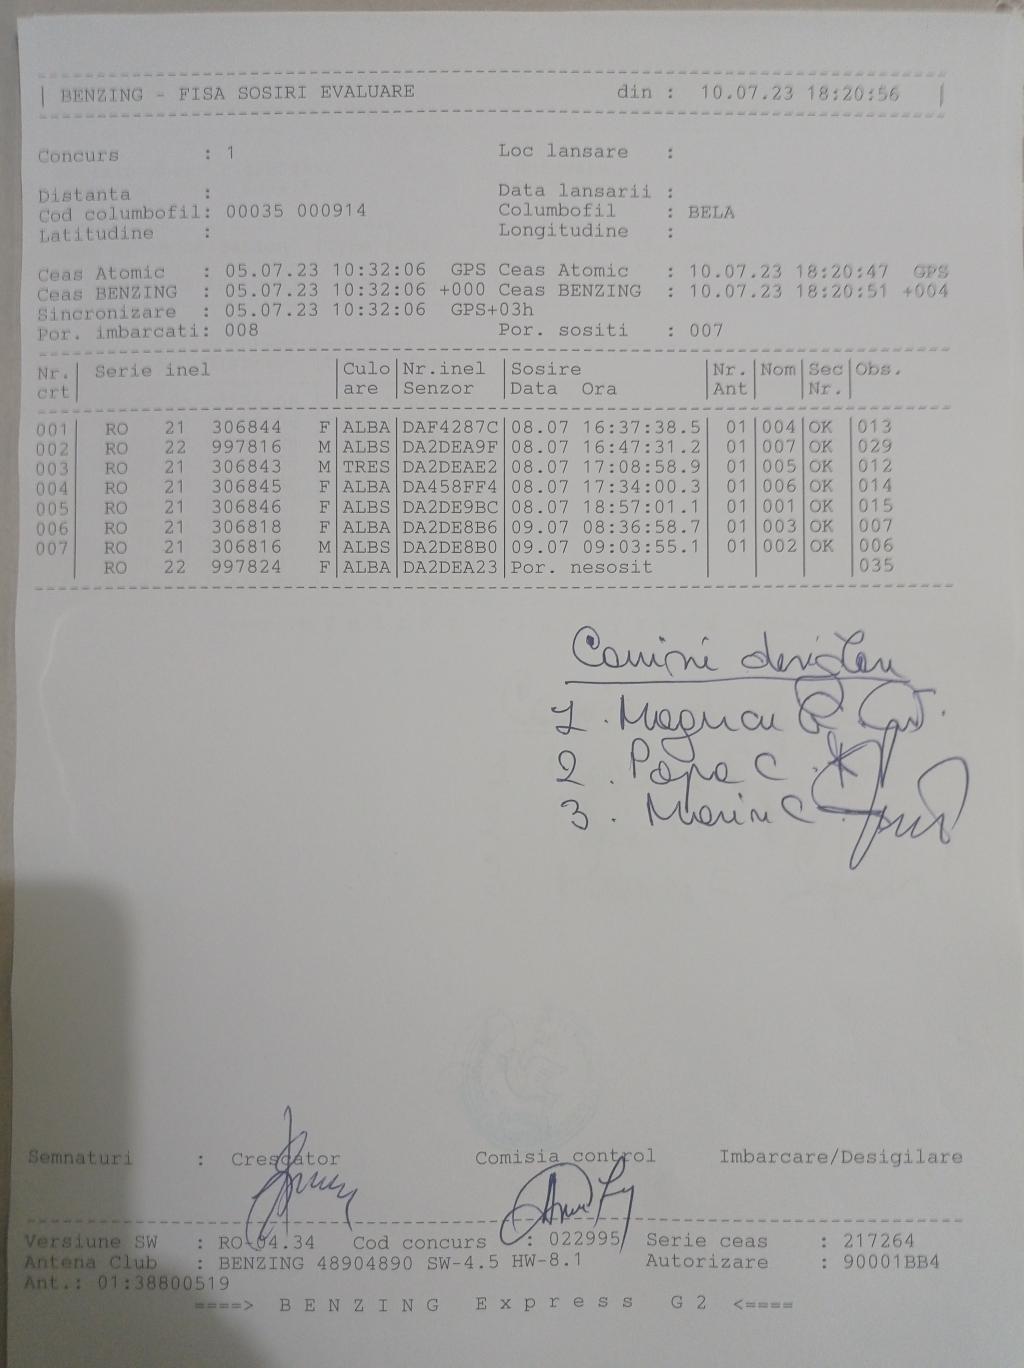 BENZING - FISA SOSIRI EVALUARE din : 10.07.23 18:20:56
Concurs : 1 Loc lansare :
Distanta : Data lansarii :
Cod columbofil: 00035 000914 Columbofil : BELA
Latitudine : Longitudine :
Ceas Atomic : 05.07.23 10:32:06 GPS Ceas Atomic : 10.07.23 18:20:47 GPS
Ceas BENZING : 05.07.23 10:32:06 +000 Ceas BENZING : 10.07.23 18:20:51 +004
Sincronizare : 05.07.23 10:32:06 GPS+03h
Por. imbarcati: 008 Por. sositi : 007
Nr. Serie inel Culo Nr.inel Sosire Nr. Nom Sec Obs.
crt are Senzor Data Ora Ant Nr.
001 RO 21 306844 F ALBA DAF4287C 08.07 16:37:38.5 01 004 OK 013
002 RO 22 997816 M ALBS DA2DEA9F 08.07 16:47:31.2 01 007 OK 029
003 RO 21 306843 M TRES DA2DEAE2 08.07 17:08:58.9 01 005 OK 012
004 RO 21 306845 F ALBA DA458FF4 08.07 17:34:00.3 01 006 OK 014
005 RO 21 306846 F ALBS DA2DE9BC 08.07 18:57:01.1 01 001 OK 015
006 RO 21 306818 F ALBA DA2DE8B6 09.07 08:36:58.7 01 003 OK 007
007 RO 21 306816 M ALBS DA2DE8B0 09.07 09:03:55.1 01 002 OK 006
RO 22 997824 F ALBA DA2DEA23 Por. nesosit 035
1.
2. Popa C.
3. Marin C.
Semnaturi : Crescator Comisia control Imbarcare/Desigilare
Versiune SW : RO-04.34 Cod concurs : 022995 Serie ceas : 217264
Antena Club : BENZING 48904890 SW-4.5 HW-8.1 Autorizare : 90001BB4
Ant.: 01:38800519
====> B E N Z I N G E x p r e s s G 2 <====